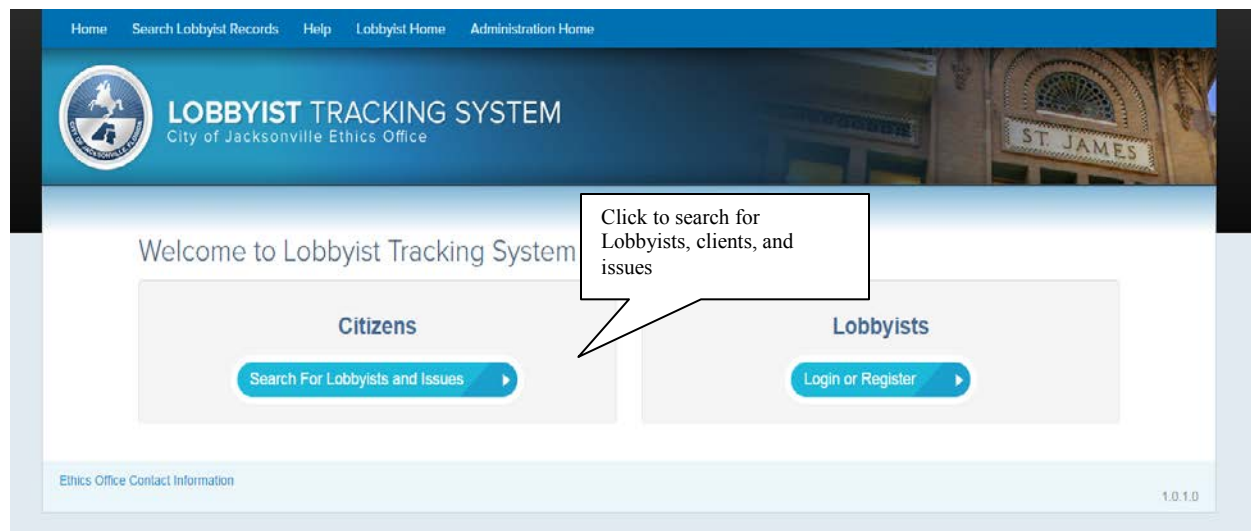 Home Search Lobbyist Records Help Lobbyist Home Administration Home
LOBBYIST TRACKING SYSTEM
City of Jacksonville Ethics Office
ST. JAMES
Click to search for
Lobbyists, clients, and
issues
Welcome to Lobbyist Tracking System
Citizens
Lobbyists
Search For Lobbyists and Issues
Login or Register
Ethics Office Contact Information
1.0.1.0